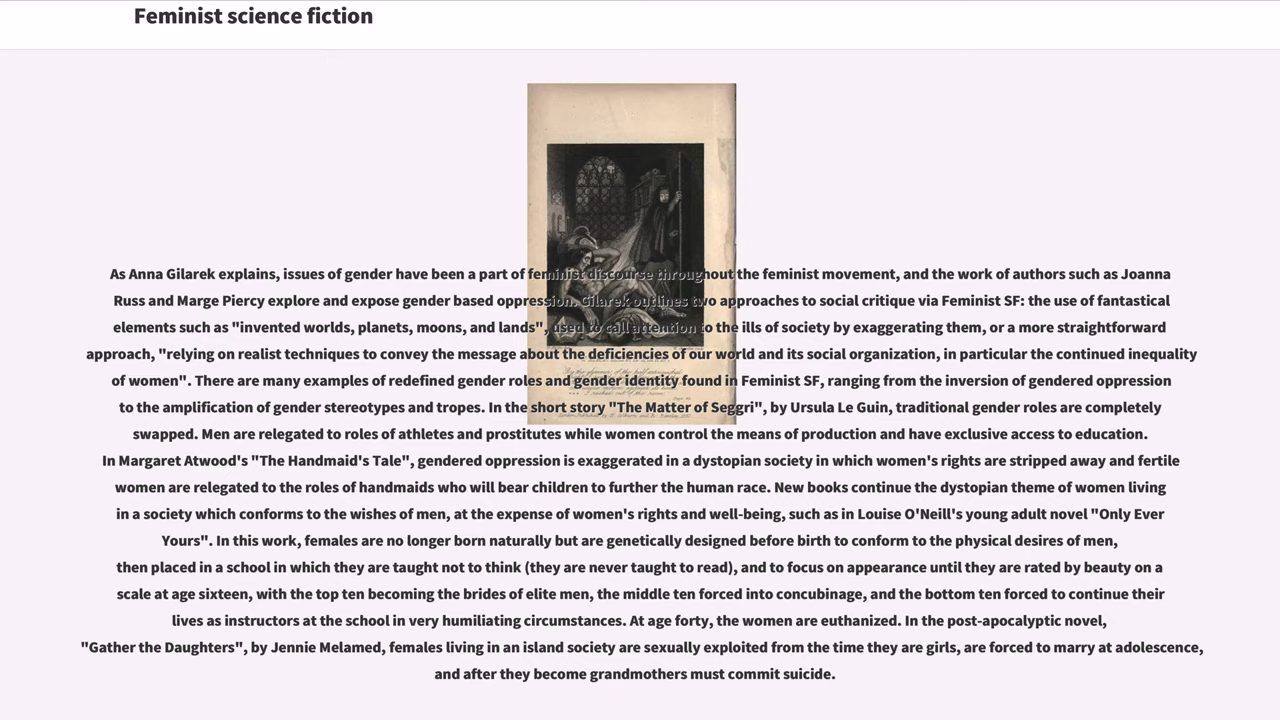 Feminist science fiction
As Anna Gilarek explains, issues of gender have been a part of feminist discourse throughout the feminist movement, and the work of authors such as Joanna
Russ and Marge Piercy explore and expose gender based oppression. Gilarek outlines two approaches to social critique via Feminist SF: the use of fantastical
elements such as "invented worlds, planets, moons, and lands", used to call attention to the ills of society by exaggerating them, or a more straightforward
approach, "relying on realist techniques to convey the message about the deficiencies of our world and its social organization, in particular the continued inequality
of women". There are many examples of redefined gender roles and gender identity found in Feminist SF, ranging from the inversion of gendered oppression
to the amplification of gender stereotypes and tropes. In the short story "The Matter of Seggri", by Ursula Le Guin, traditional gender roles are completely
swapped. Men are relegated to roles of athletes and prostitutes while women control the means of production and have exclusive access to education.
In Margaret Atwood's "The Handmaid's Tale", gendered oppression is exaggerated in a dystopian society in which women's rights are stripped away and fertile
women are relegated to the roles of handmaids who will bear children to further the human race. New books continue the dystopian theme of women living
in a society which conforms to the wishes of men, at the expense of women's rights and well-being, such as in Louise O'Neill's young adult novel "Only Ever
Yours". In this work, females are no longer born naturally but are genetically designed before birth to conform to the physical desires of men,
then placed in a school in which they are taught not to think (they are never taught to read), and to focus on appearance until they are rated by beauty on a
scale at age sixteen, with the top ten becoming the brides of elite men, the middle ten forced into concubinage, and the bottom ten forced to continue their
lives as instructors at the school in very humiliating circumstances. At age forty, the women are euthanized. In the post-apocalyptic novel,
"Gather the Daughters", by Jennie Melamed, females living in an island society are sexually exploited from the time they are girls, are forced to marry at adolescence,
and after they become grandmothers must commit suicide.